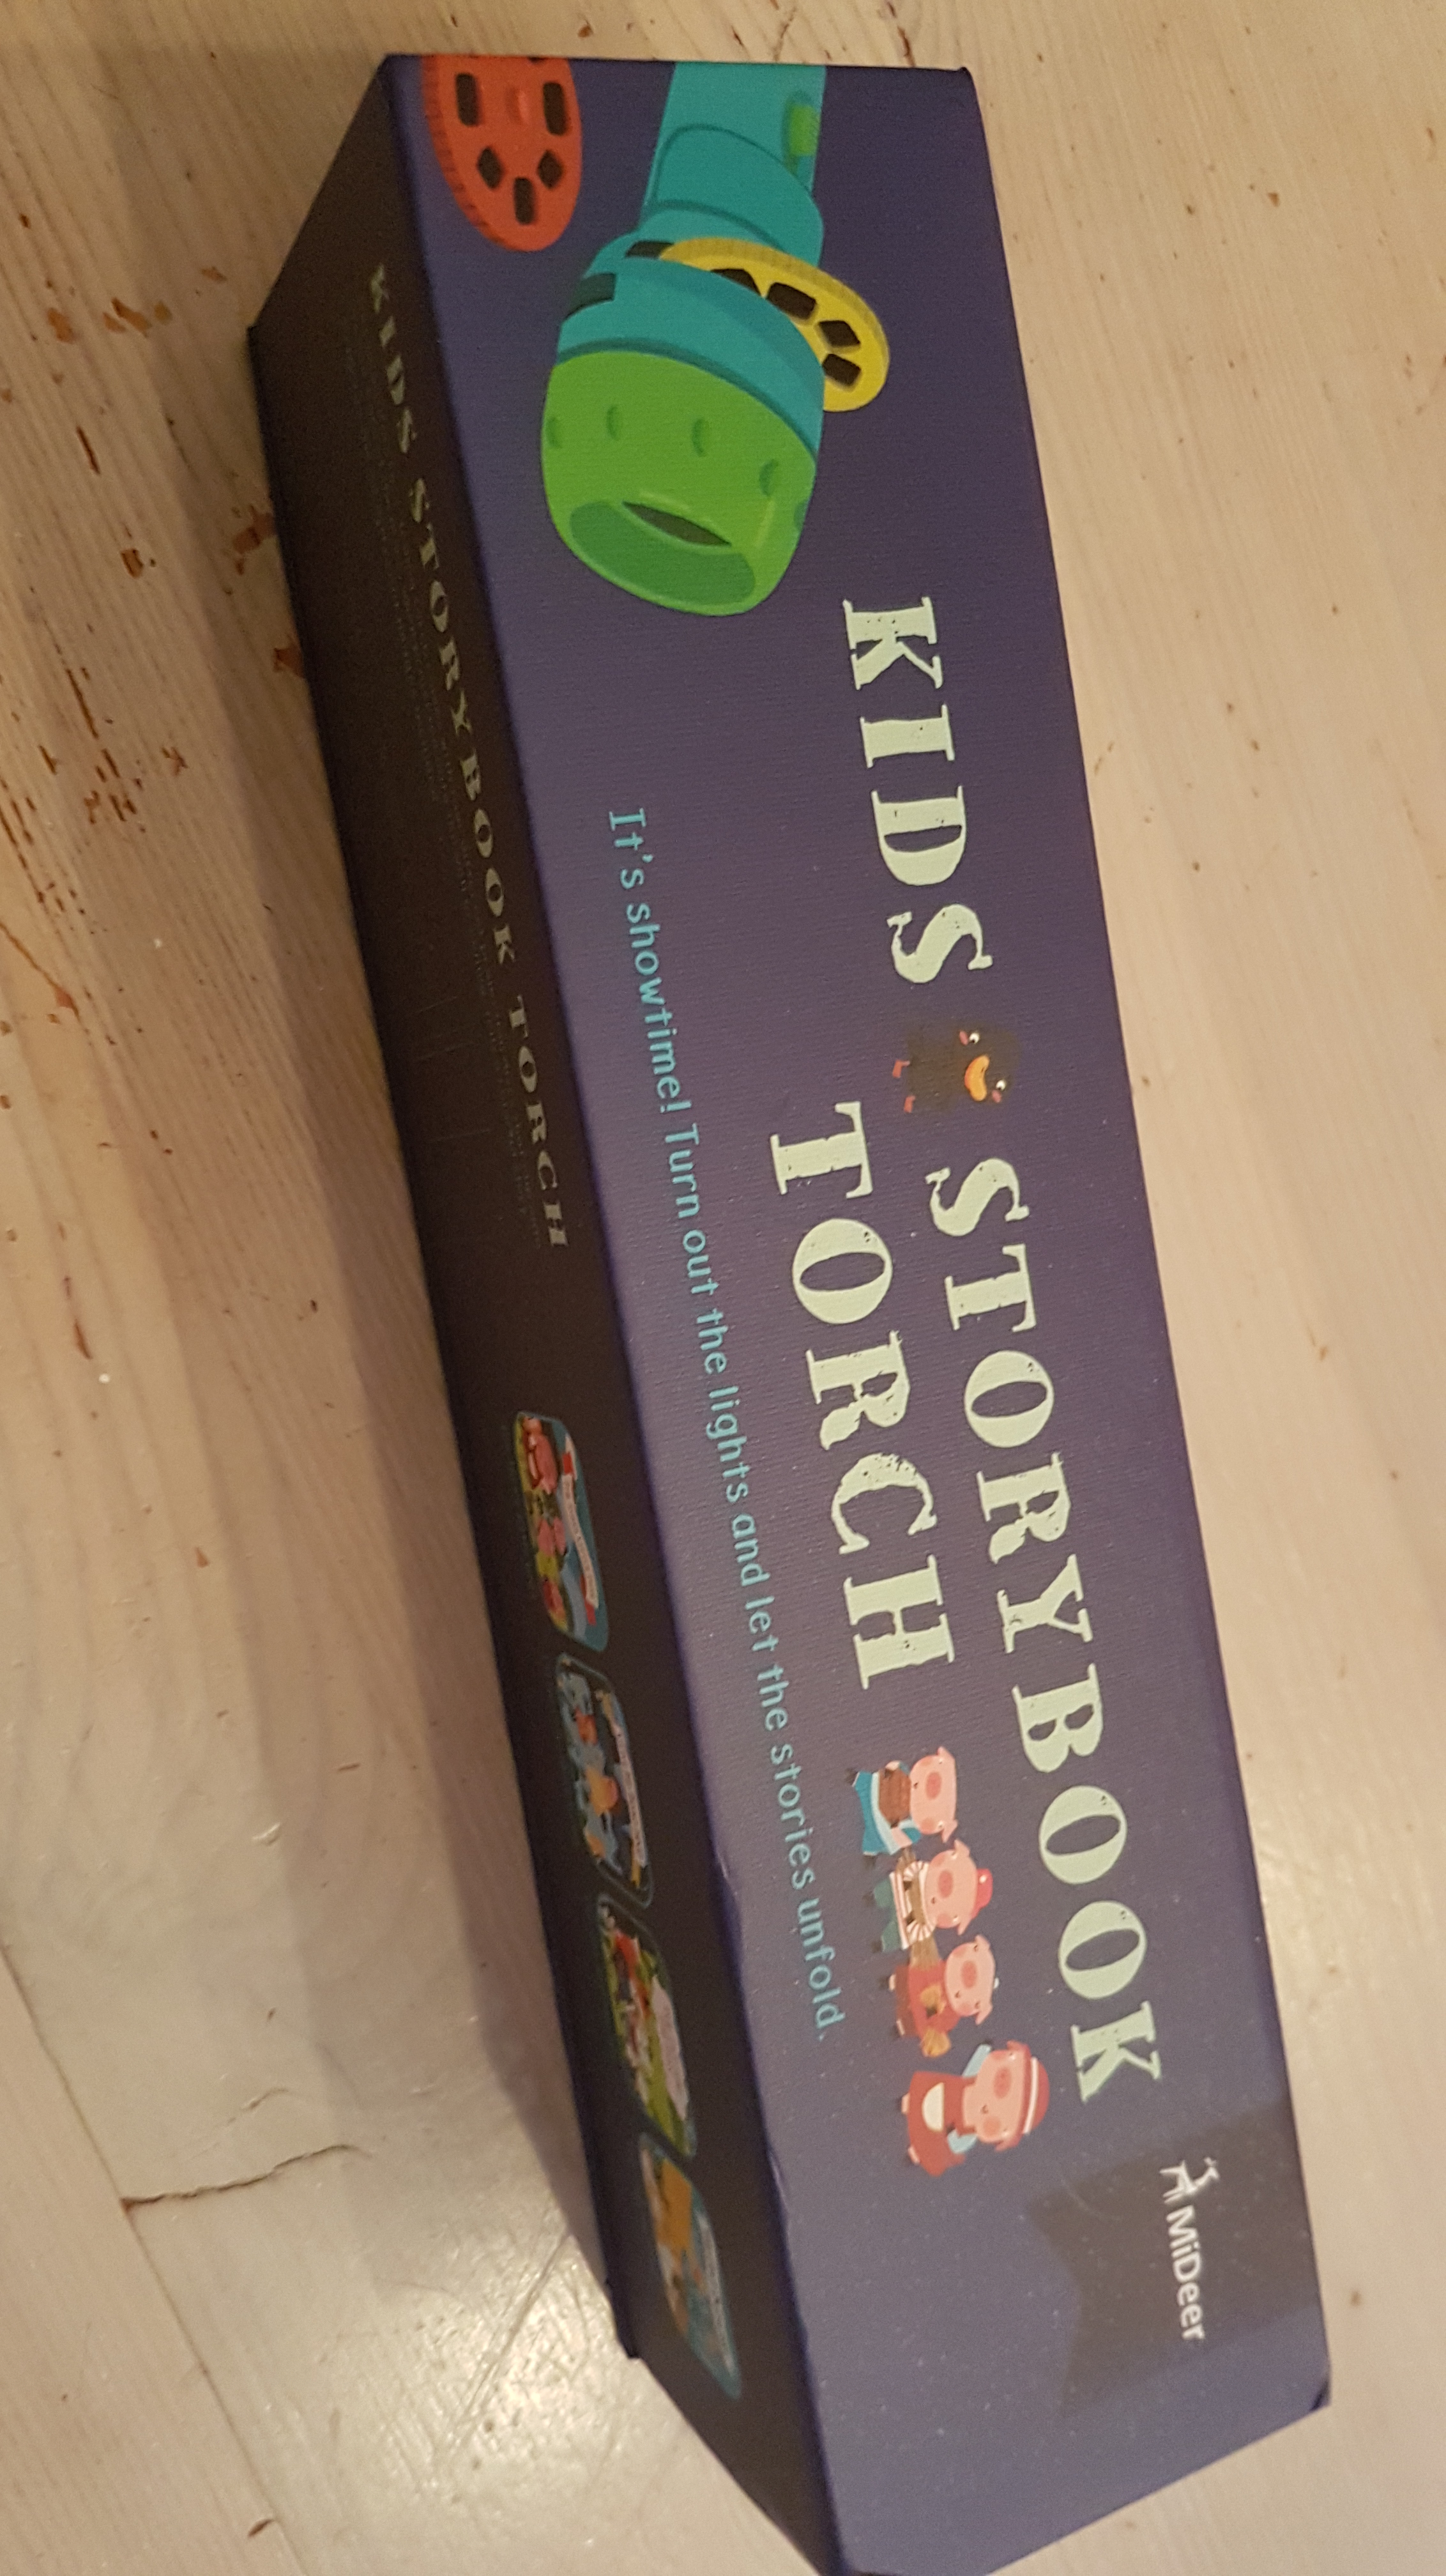 KIDS STORYBOOK
TORCH
It's showtime! Turn out the lights and let the stories unfold.
MiDeer
KIDS STORYBOOK TORCH